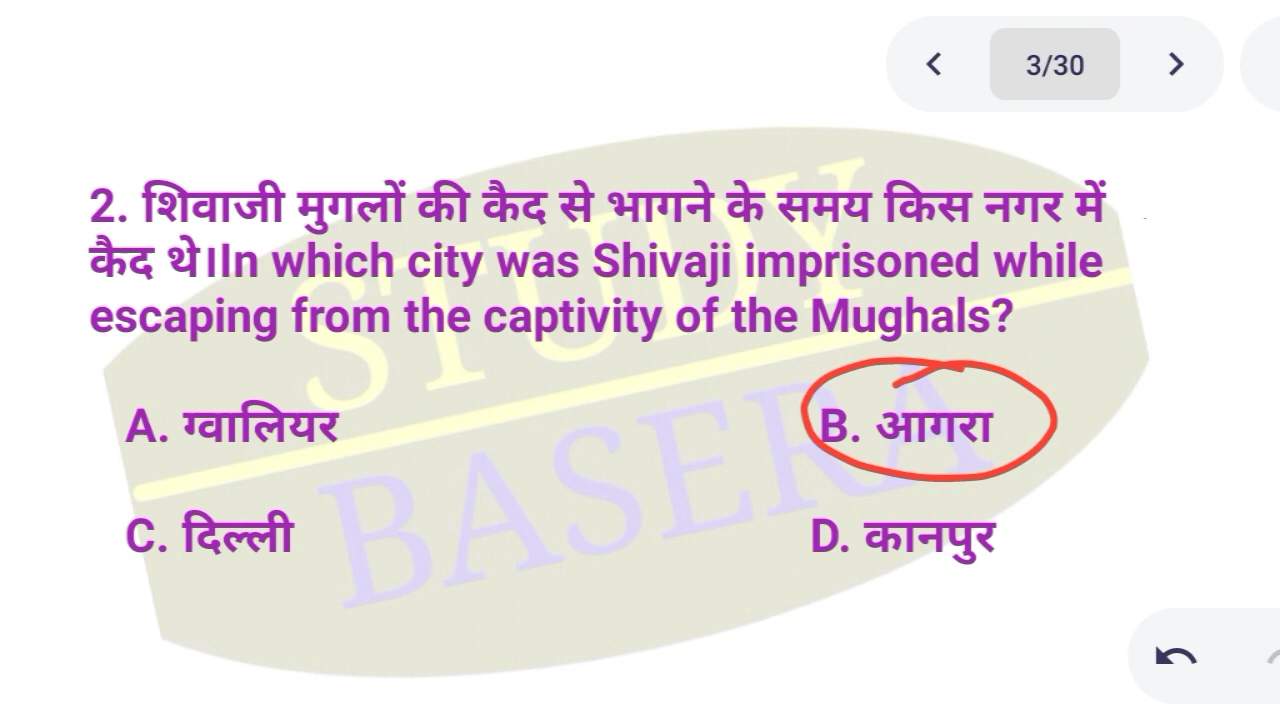 3/30
2. शिवाजी मुगलों की कैद से भागने के समय किस नगर में
कैद थे।In which city was Shivaji imprisoned while
escaping from the captivity of the Mughals?
A. ग्वालियर
B. आगरा
C. दिल्ली
D. कानपुर
STUDY
BASERA